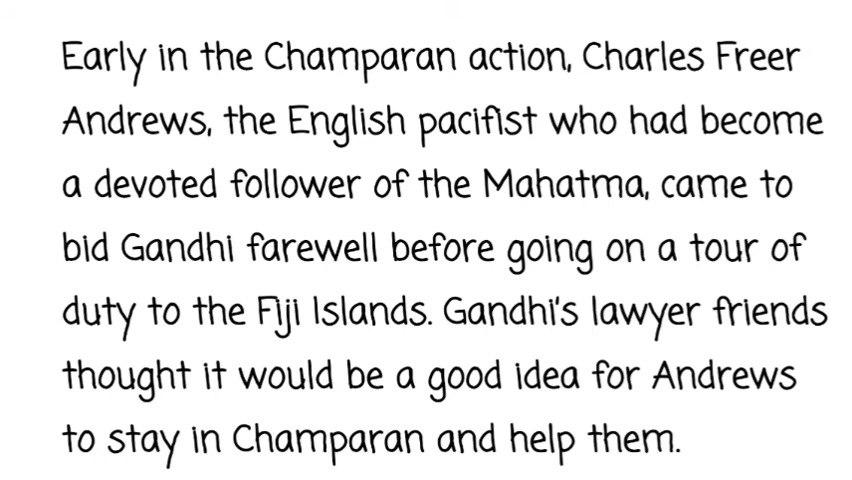 Early in the Champaran action, Charles Freer
Andrews, the English pacifist who had become
a devoted follower of the Mahatma, came to
bid Gandhi farewell before going on a tour of
duty to the Fiji Islands. Gandhi's lawyer friends
thought it would be a good idea for Andrews
to stay in Champaran and help them.